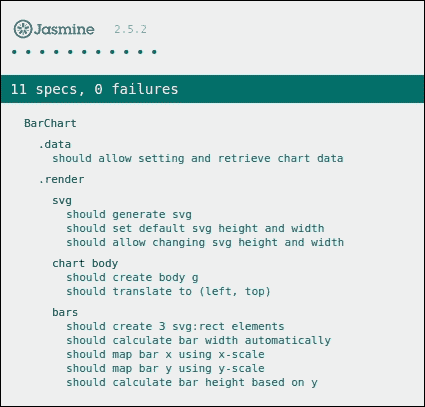 Jasmine 2.5.2
11 specs, 0 failures
BarChart
.data
should allow setting and retrieve chart data
.render
svg
should generate svg
should set default svg height and width
should allow changing svg height and width
chart body
should create body g
should translate to (left, top)
bars
should create 3 svg:rect elements
should calculate bar width automatically
should map bar x using x-scale
should map bar y using y-scale
should calculate bar height based on y